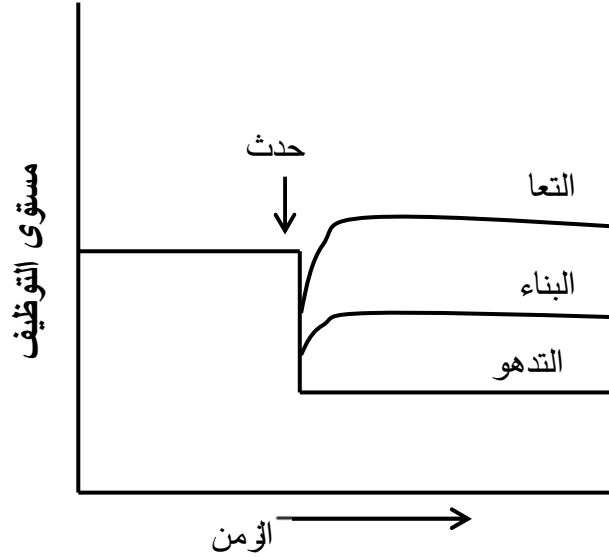 حدث
التعا
البناء
التدهو
مستوى التوظيف
الزمن